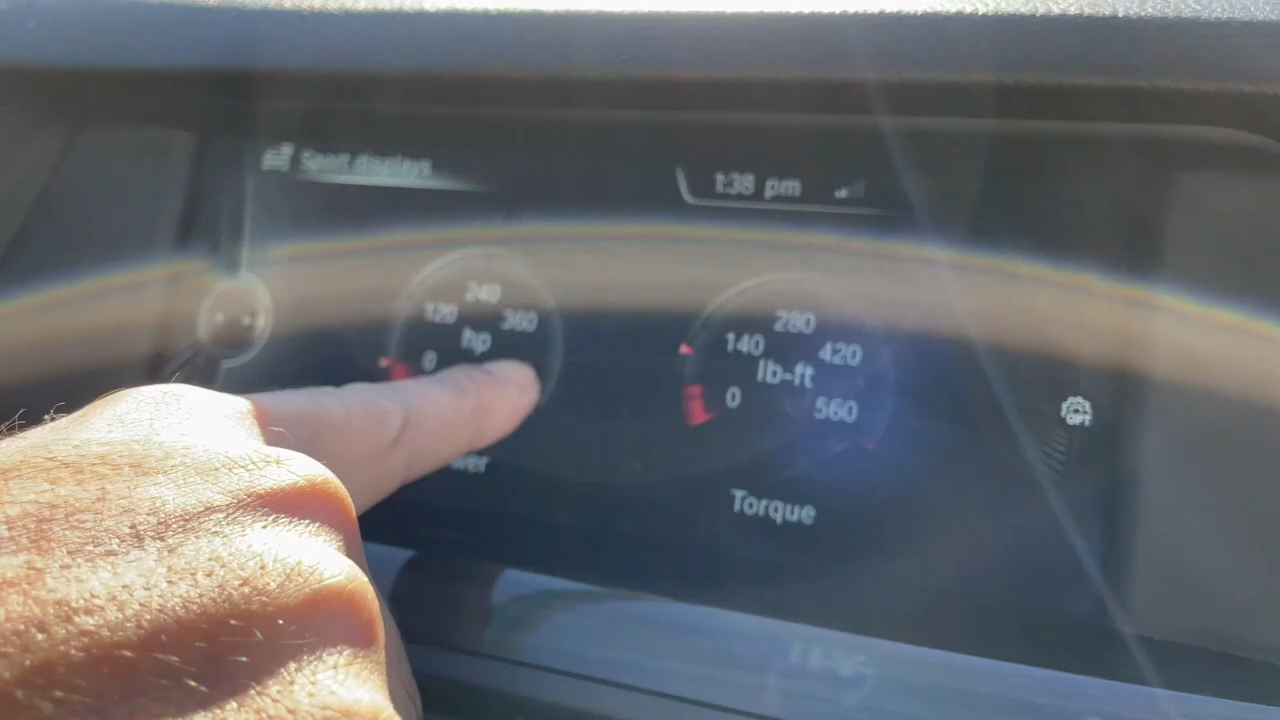 Sport displays
1:38 pm
240
120
360
hp
0
280
140
420
lb-ft
0
560
OPT
wer
Torque